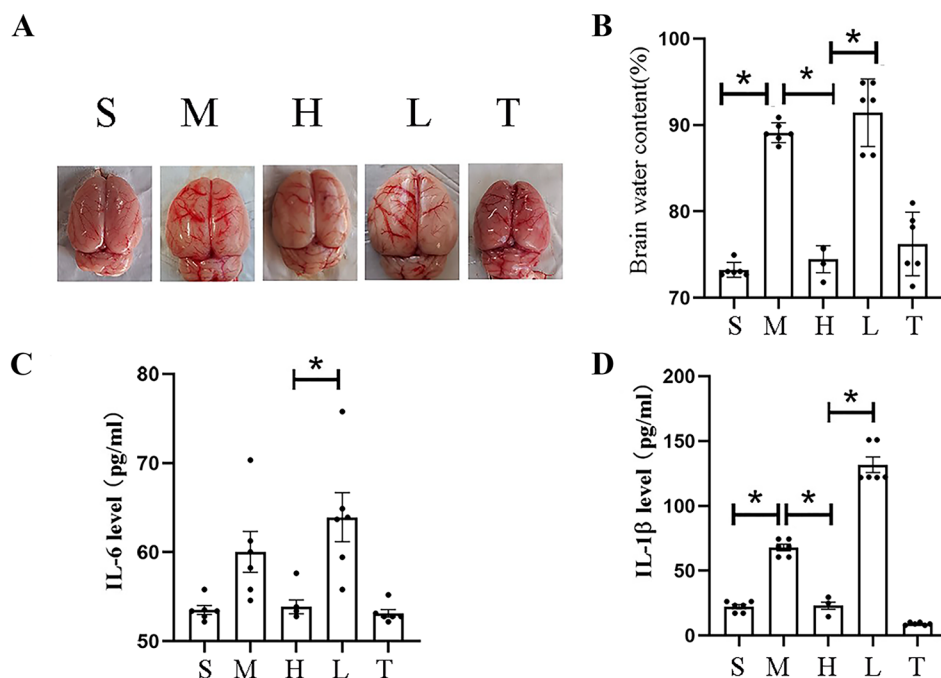 A
S M H L T
B
Brain water content(%)
100
90
80
70
* * *
S M H L T
C
IL-6 level (pg/ml)
80
70
60
50
*
S M H L T
D
IL-1β level (pg/ml)
200
150
100
50
0
* * *
S M H L T